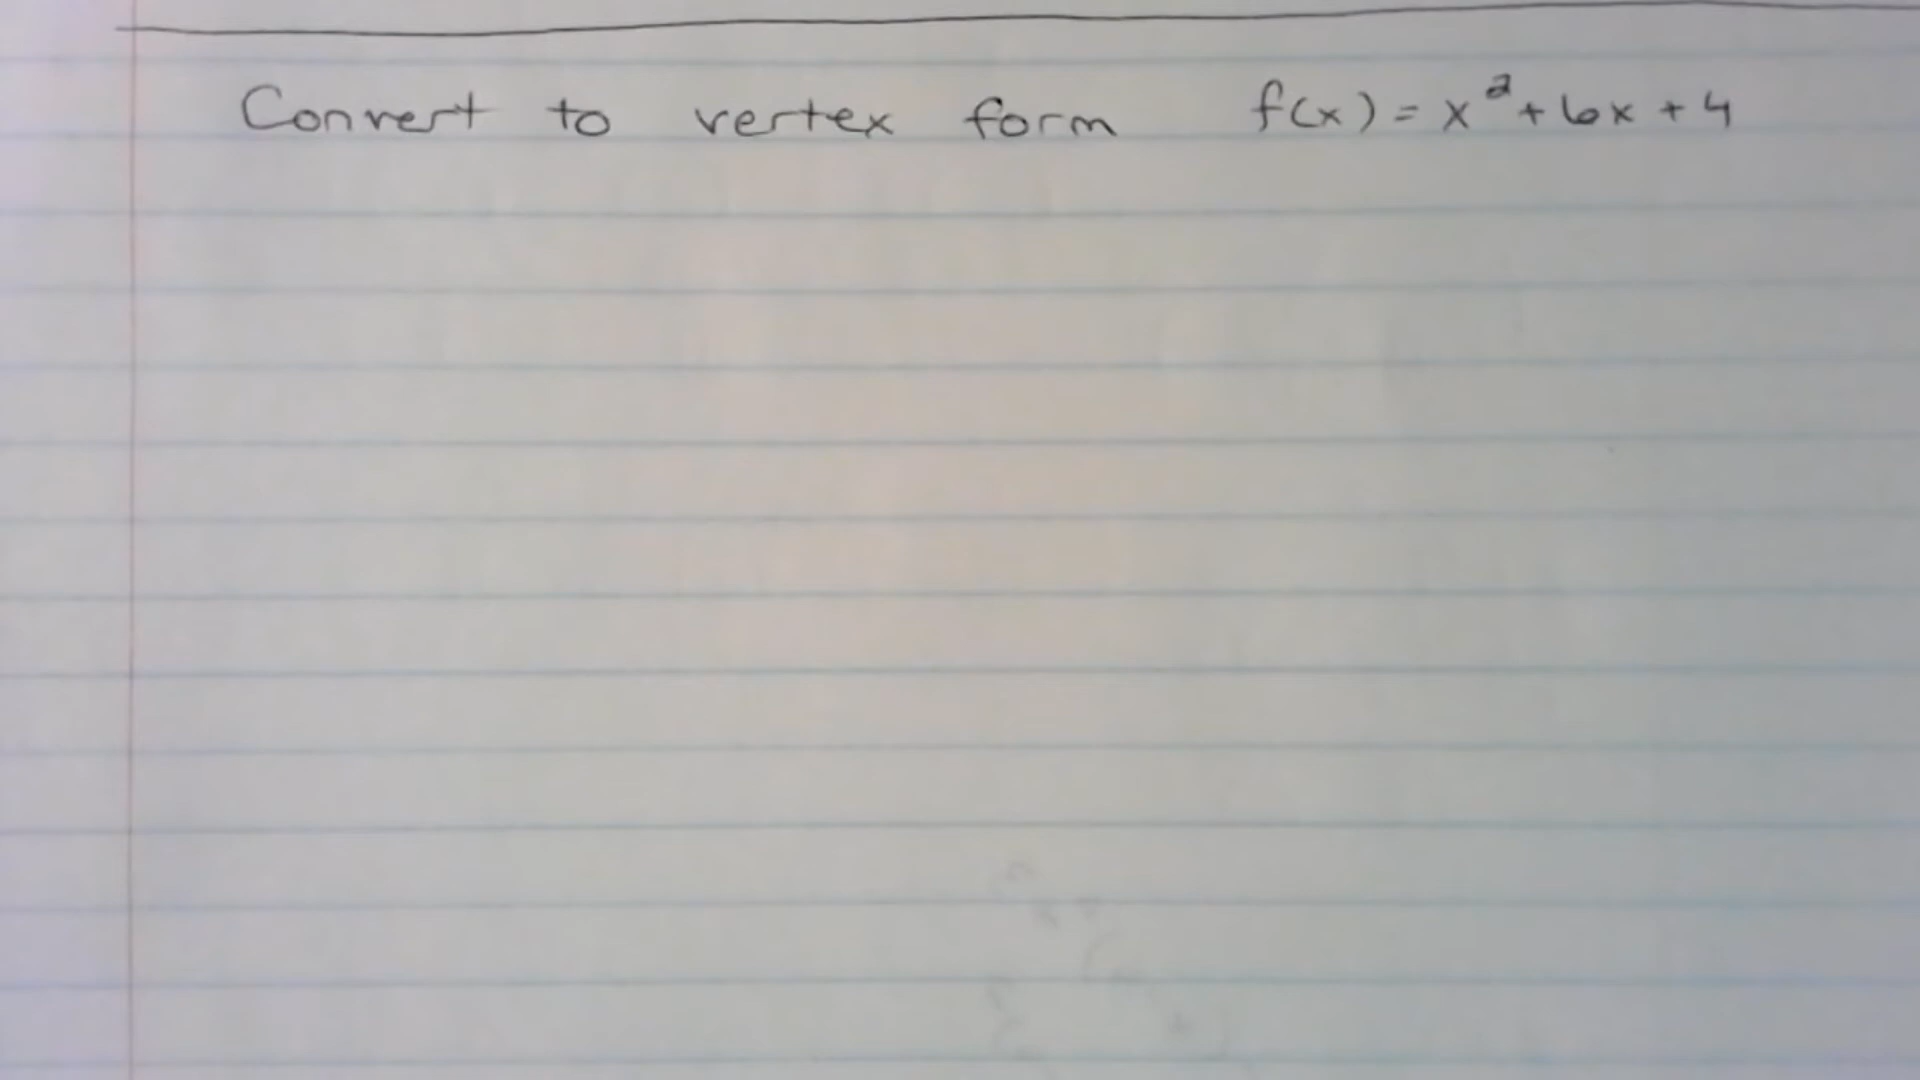 Convert to vertex form f(x) = x² + 6x + 4